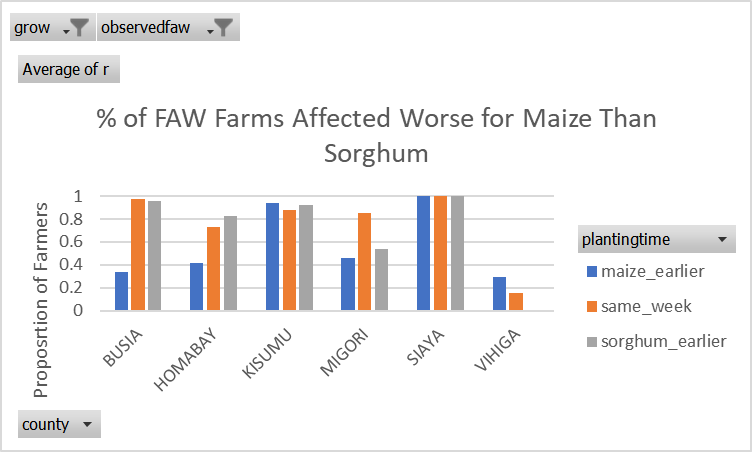 grow observedfaw
Average of r
% of FAW Farms Affected Worse for Maize Than
Sorghum
Proposrtion of Farmers
1
0.8
0.6
0.4
0.2
0
BUSIA
HOMABAY
KISUMU
MIGORI
SIAYA
VIHIGA
plantingtime
maize_earlier
same_week
sorghum_earlier
county